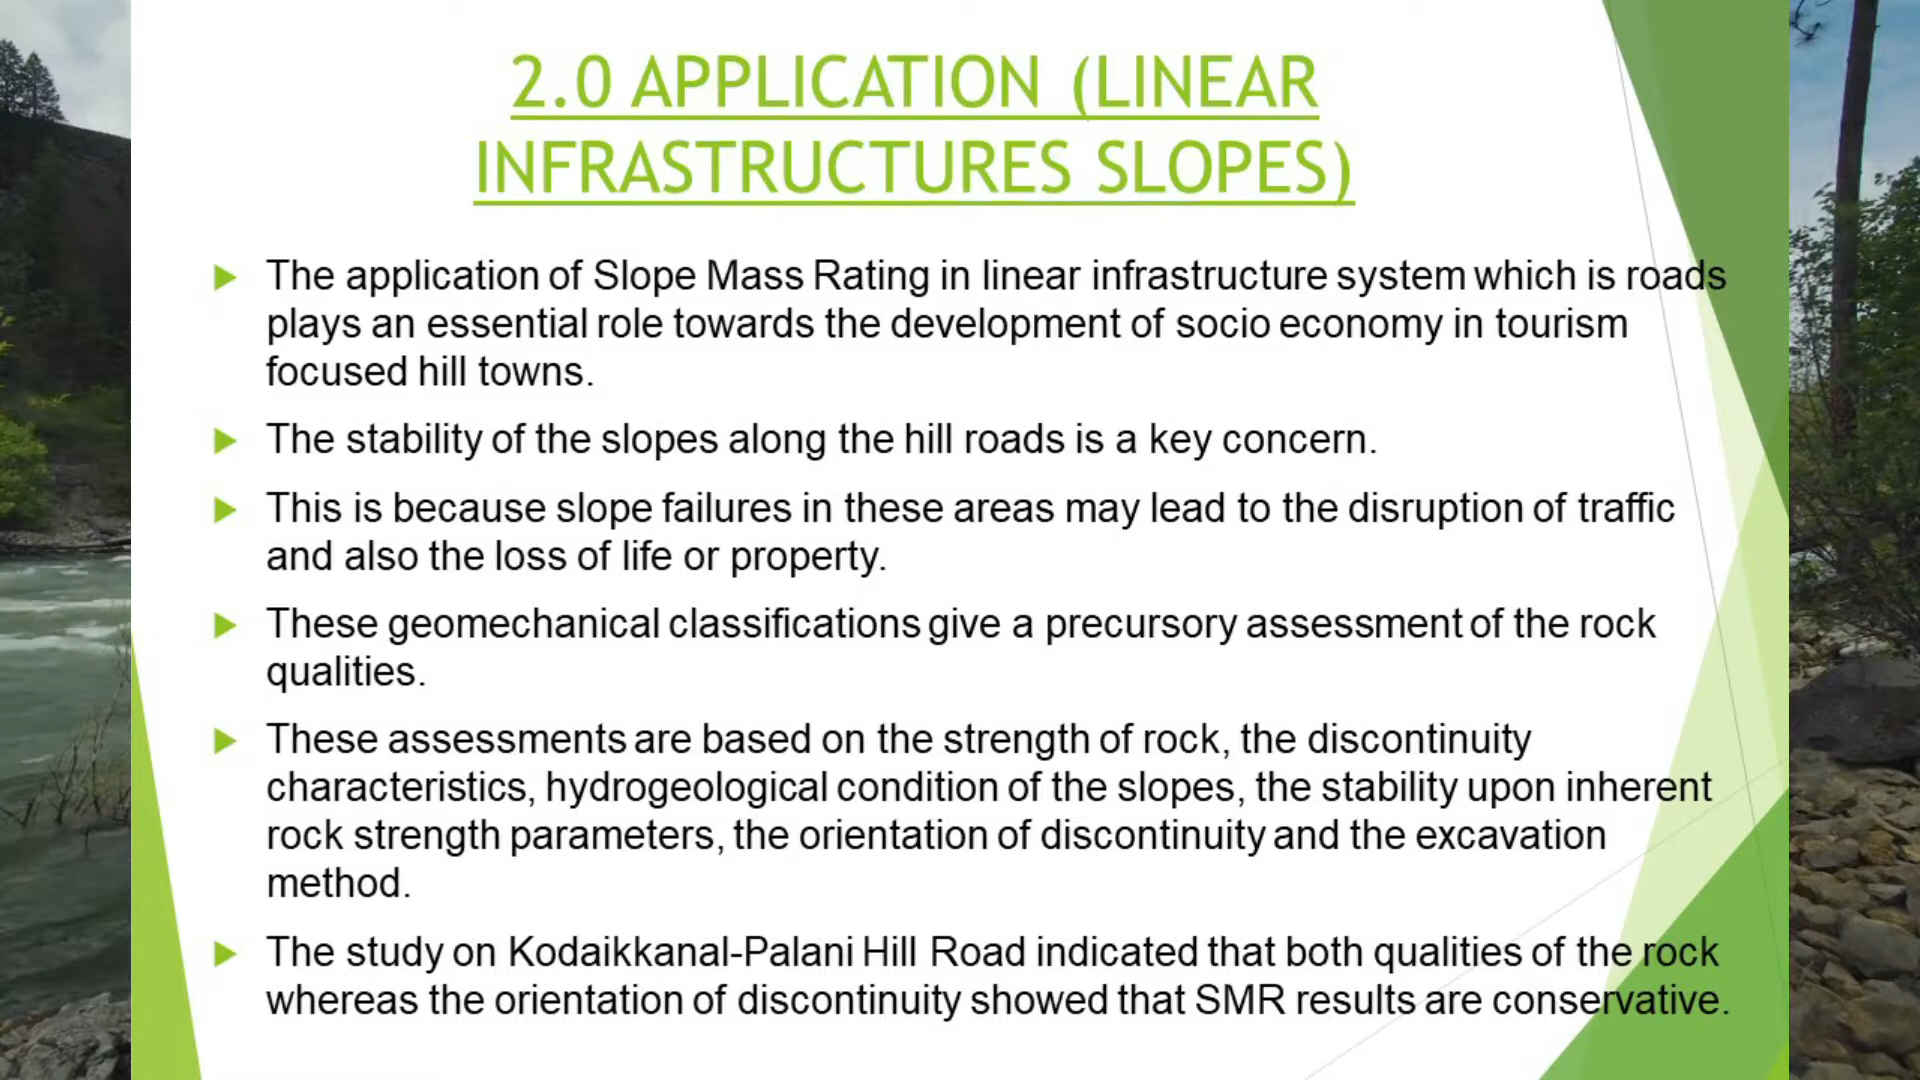 2.0 APPLICATION (LINEAR
INFRASTRUCTURES SLOPES)
The application of Slope Mass Rating in linear infrastructure system which is roads
plays an essential role towards the development of socio economy in tourism
focused hill towns.
The stability of the slopes along the hill roads is a key concern.
This is because slope failures in these areas may lead to the disruption of traffic
and also the loss of life or property.
These geomechanical classifications give a precursory assessment of the rock
qualities.
These assessments are based on the strength of rock, the discontinuity
characteristics, hydrogeological condition of the slopes, the stability upon inherent
rock strength parameters, the orientation of discontinuity and the excavation
method.
The study on Kodaikkanal-Palani Hill Road indicated that both qualities of the rock
whereas the orientation of discontinuity showed that SMR results are conservative.